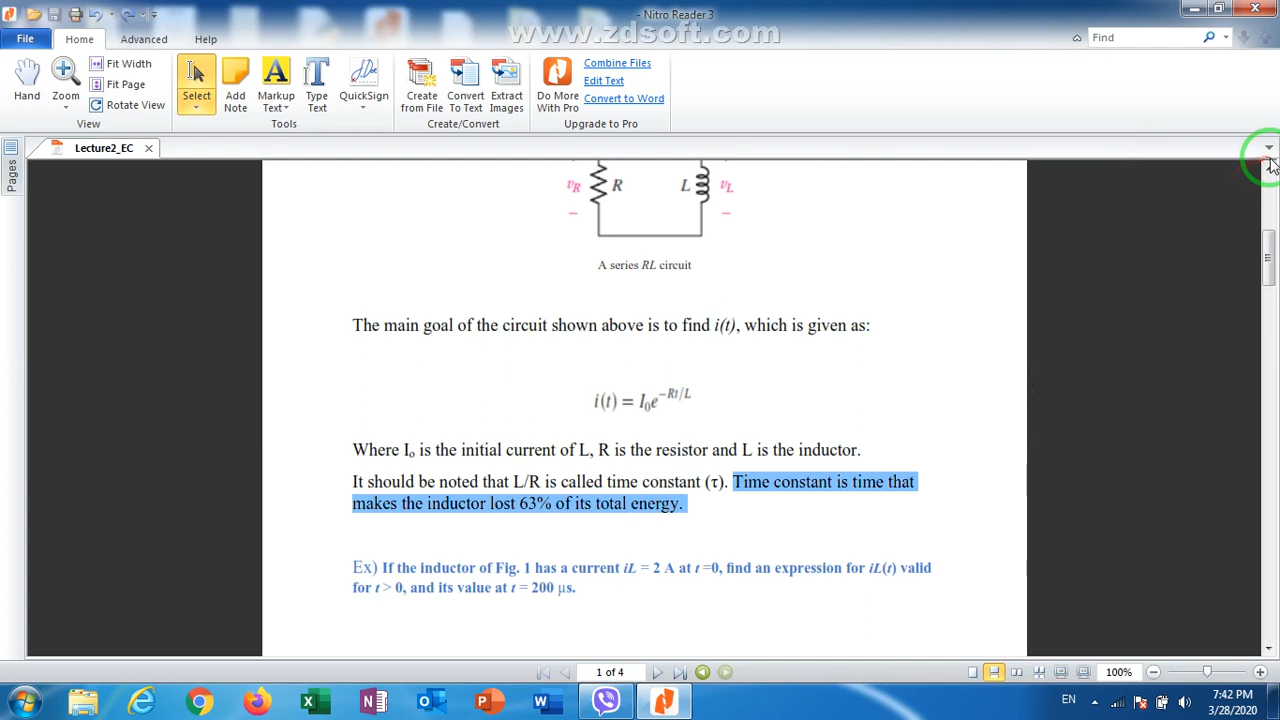 - Nitro Reader 3
www.zdsoft.com
File Home Advanced Help
Find
Hand
Zoom
Fit Width
Fit Page
Rotate View
View
Select
Add Note
Markup Text
Type Text
QuickSign
Tools
Create from File
Convert To Text
Extract Images
Create/Convert
Do More With Pro
Combine Files
Edit Text
Convert to Word
Upgrade to Pro
Pages
Lecture2_EC
vR R L vL
− −
A series RL circuit
The main goal of the circuit shown above is to find i(t), which is given as:
i(t) = I₀e^−Rt/L
Where Iₒ is the initial current of L, R is the resistor and L is the inductor.
It should be noted that L/R is called time constant (τ). Time constant is time that
makes the inductor lost 63% of its total energy.
Ex) If the inductor of Fig. 1 has a current iL = 2 A at t =0, find an expression for iL(t) valid
for t > 0, and its value at t = 200 µs.
1 of 4
100%
EN
7:42 PM
3/28/2020